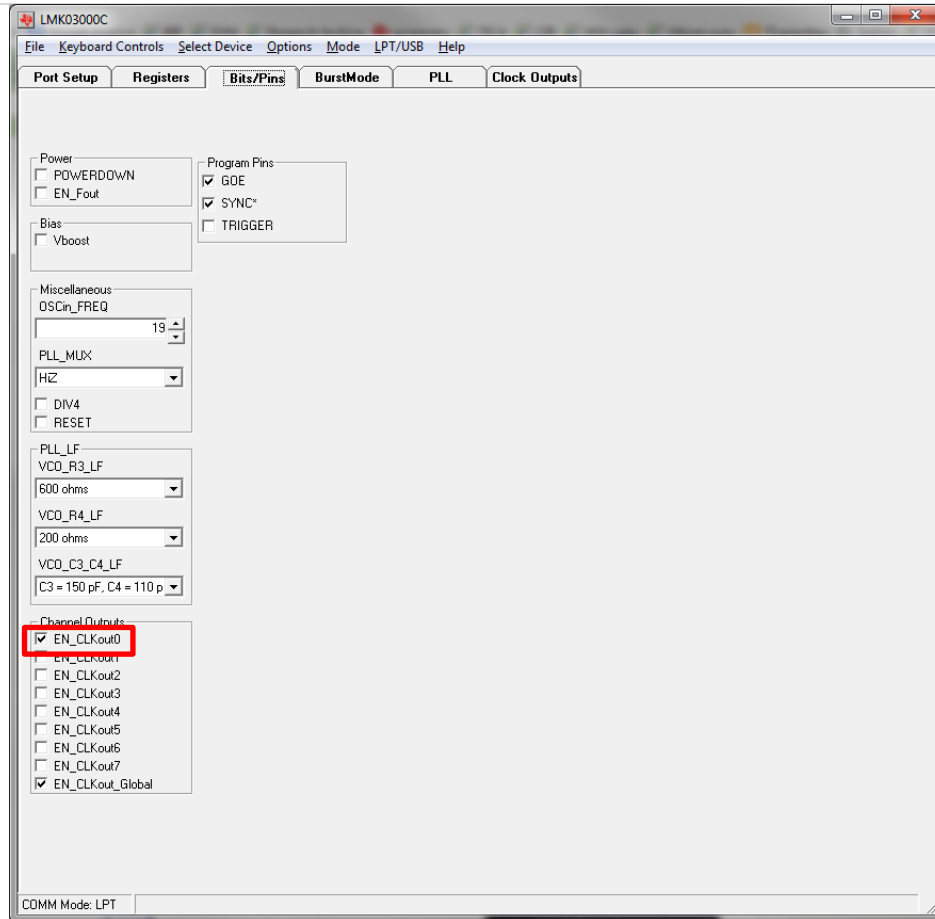 LMK03000C
File Keyboard Controls Select Device Options Mode LPT/USB Help
Port Setup Registers Bits/Pins BurstMode PLL Clock Outputs
Power
POWERDOWN
EN_Fout
Bias
Vboost
Miscellaneous
OSCin_FREQ
19
PLL_MUX
HiZ
DIV4
RESET
PLL_LF
VCO_R3_LF
600 ohms
VCO_R4_LF
200 ohms
VCO_C3_C4_LF
C3 = 150 pF, C4 = 110 p
Channel Outputs
EN_CLKout0
EN_CLKout1
EN_CLKout2
EN_CLKout3
EN_CLKout4
EN_CLKout5
EN_CLKout6
EN_CLKout7
EN_CLKout_Global
Program Pins
GOE
SYNC*
TRIGGER
COMM Mode: LPT